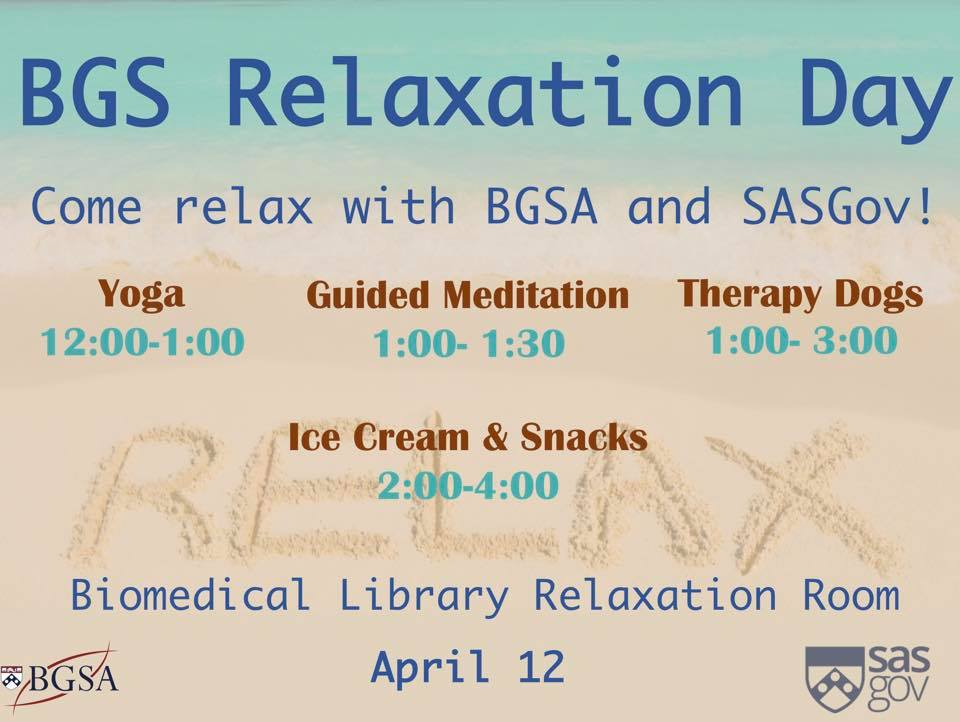 BGS Relaxation Day
Come relax with BGSA and SASGov!
Yoga
12:00-1:00
Guided Meditation
1:00- 1:30
Therapy Dogs
1:00- 3:00
Ice Cream & Snacks
2:00-4:00
RELAX
Biomedical Library Relaxation Room
April 12
BGSA
sas
gov